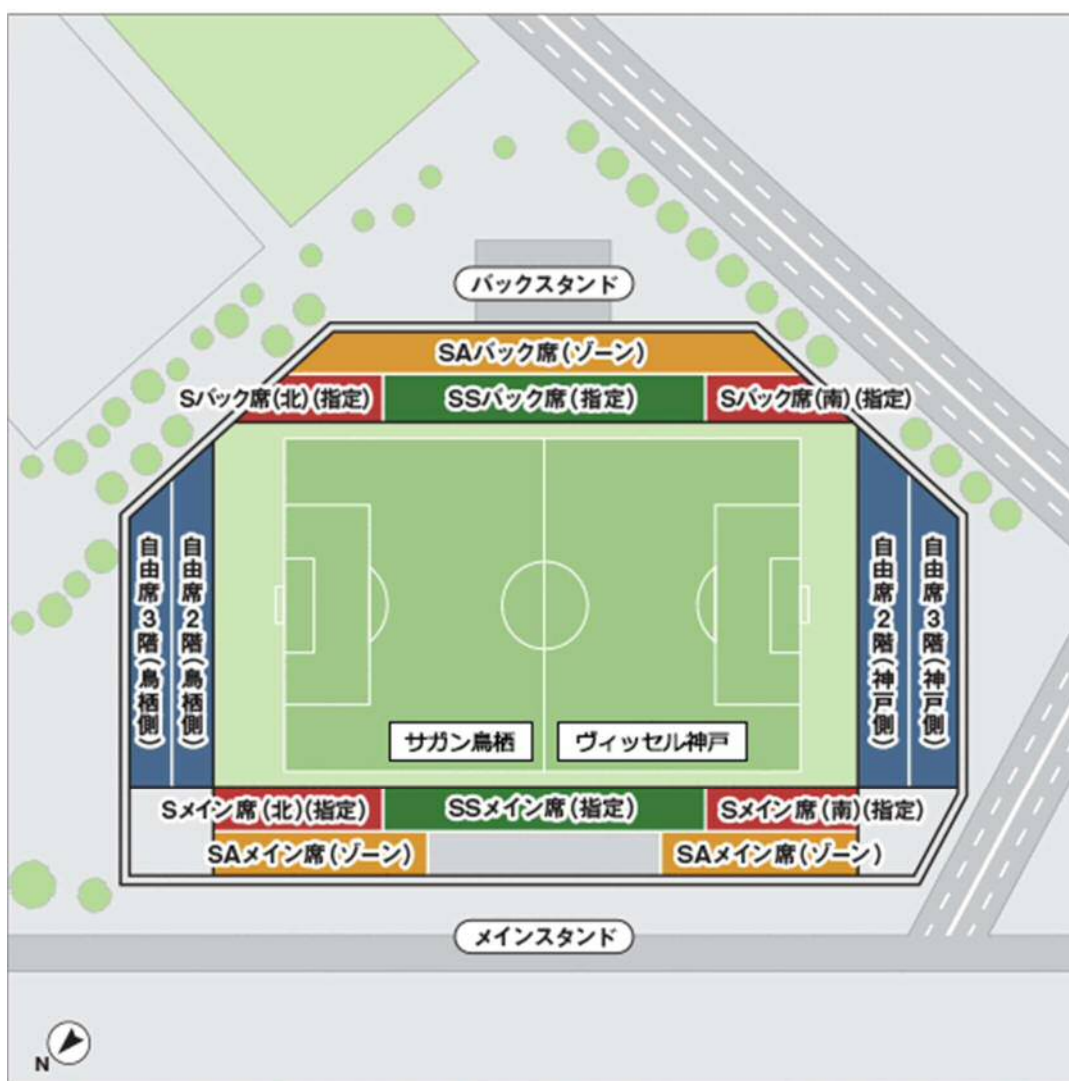 バックスタンド
SAバック席(ゾーン)
Sバック席(北)(指定)
SSバック席(指定)
Sバック席(南)(指定)
自由席3階(鳥栖側)
自由席2階(鳥栖側)
自由席2階(神戸側)
自由席3階(神戸側)
サガン鳥栖
ヴィッセル神戸
Sメイン席(北)(指定)
SSメイン席(指定)
Sメイン席(南)(指定)
SAメイン席(ゾーン)
SAメイン席(ゾーン)
メインスタンド
N